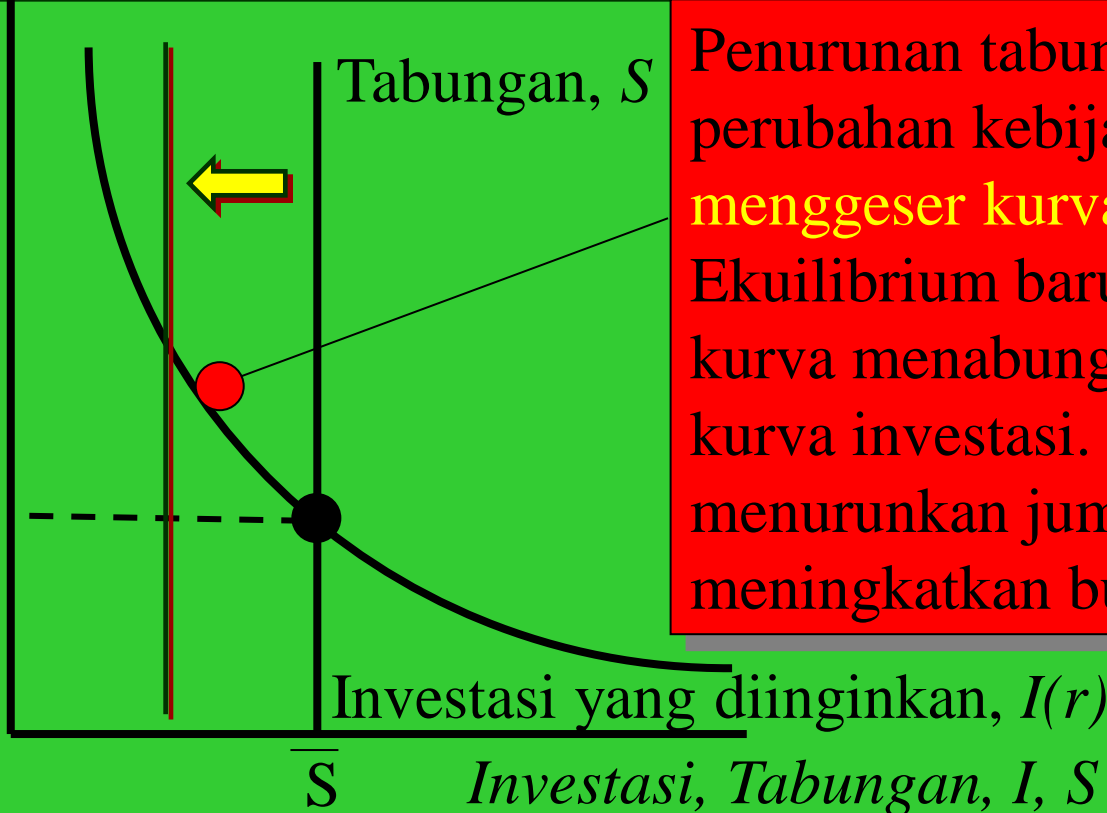 Tabungan, S
Penurunan tabun
perubahan kebija
menggeser kurva
Ekuilibrium baru
kurva menabung
kurva investasi.
menurunkan jum
meningkatkan bu
Investasi yang diinginkan, I(r)
S̅
Investasi, Tabungan, I, S